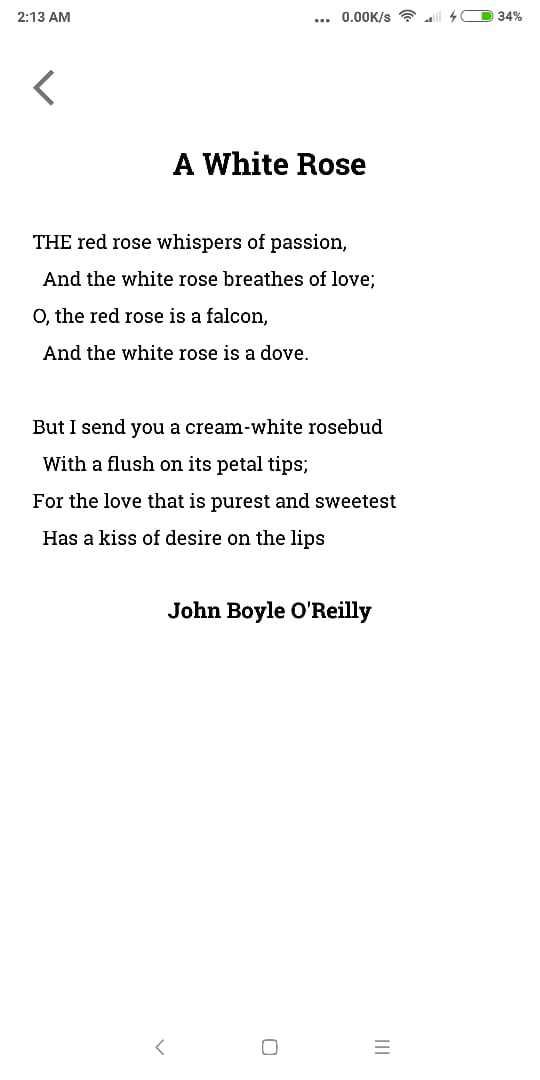 2:13 AM ... 0.00K/s 34%
A White Rose
THE red rose whispers of passion,
And the white rose breathes of love;
O, the red rose is a falcon,
And the white rose is a dove.
But I send you a cream-white rosebud
With a flush on its petal tips;
For the love that is purest and sweetest
Has a kiss of desire on the lips
John Boyle O'Reilly